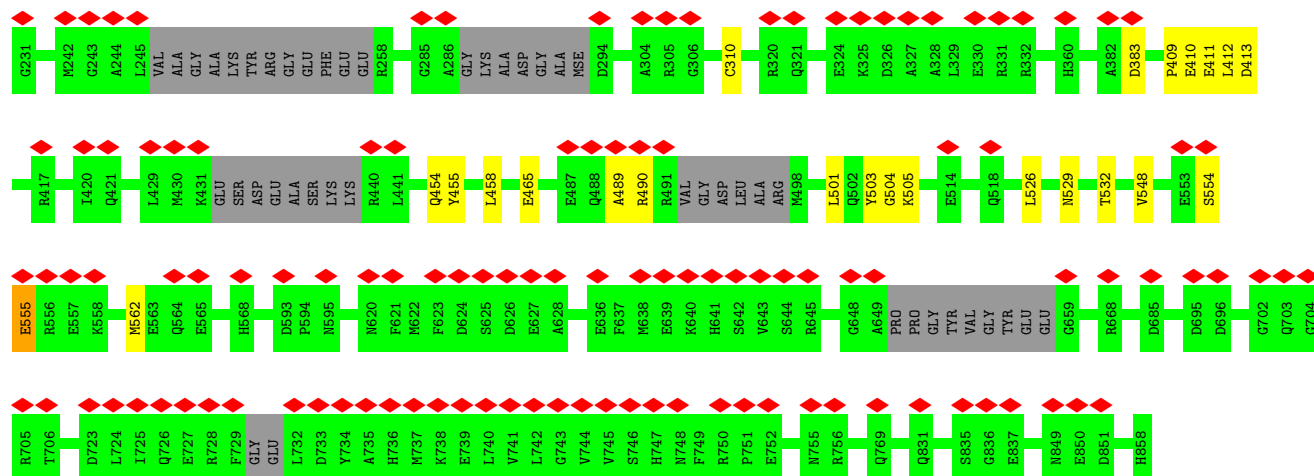 G231 M242 G243 A244 L245 VAL ALA GLY ALA LYS TYR ARG GLY GLU PHE GLU GLU R258 G285 A286 GLY LYS ALA ASP GLY ALA MSE D294 A304 R305 G306 C310 R320 Q321 E324 K325 D326 A327 A328 L329 E330 R331 R332 H360 A382 D383 P409 E410 E411 L412 D413
R417 I420 Q421 L429 M430 K431 GLU SER ASP GLU ALA SER LYS LYS R440 L441 Q454 Y455 L458 E465 E487 Q488 A489 R490 R491 VAL GLY ASP LEU ALA ARG M498 L501 Q502 Y503 G504 K505 E514 Q518 L526 N529 T532 V548 E553 S554
E555 R556 E557 K558 M562 E563 Q564 E565 H568 D593 P594 N595 N620 F621 M622 F623 D624 S625 D626 E627 A628 E636 F637 M638 E639 K640 H641 S642 V643 S644 R645 G648 A649 PRO PRO GLY TYR VAL GLY TYR GLU GLU G659 R668 D685 D695 D696 G702 Q703 G704
R705 T706 D723 L724 I725 Q726 E727 R728 F729 GLY GLU L732 D733 Y734 A735 H736 M737 K738 E739 L740 V741 L742 G743 V744 V745 S746 H747 N748 F749 R750 P751 E752 N755 R756 Q769 Q831 S835 G836 E837 N849 E850 D851 H858